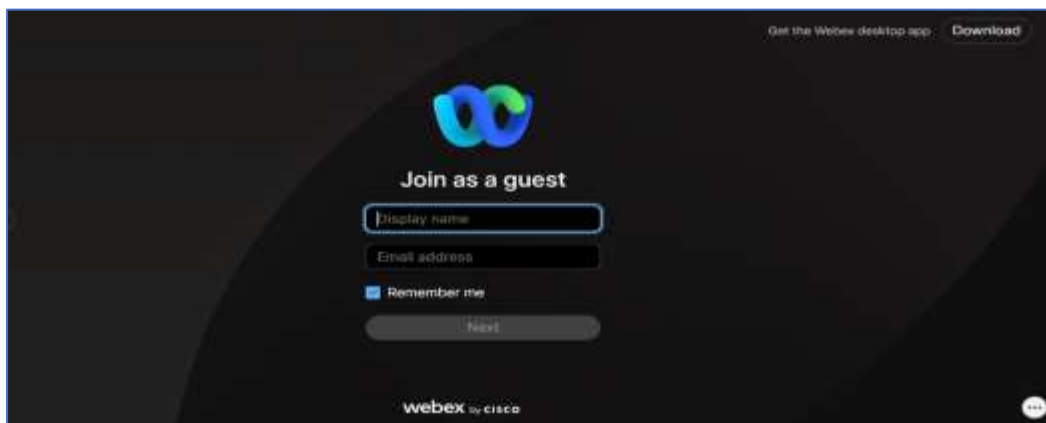 Get the Webex desktop app Download
Join as a guest
Display name
Email address
Remember me
Next
webex by cisco